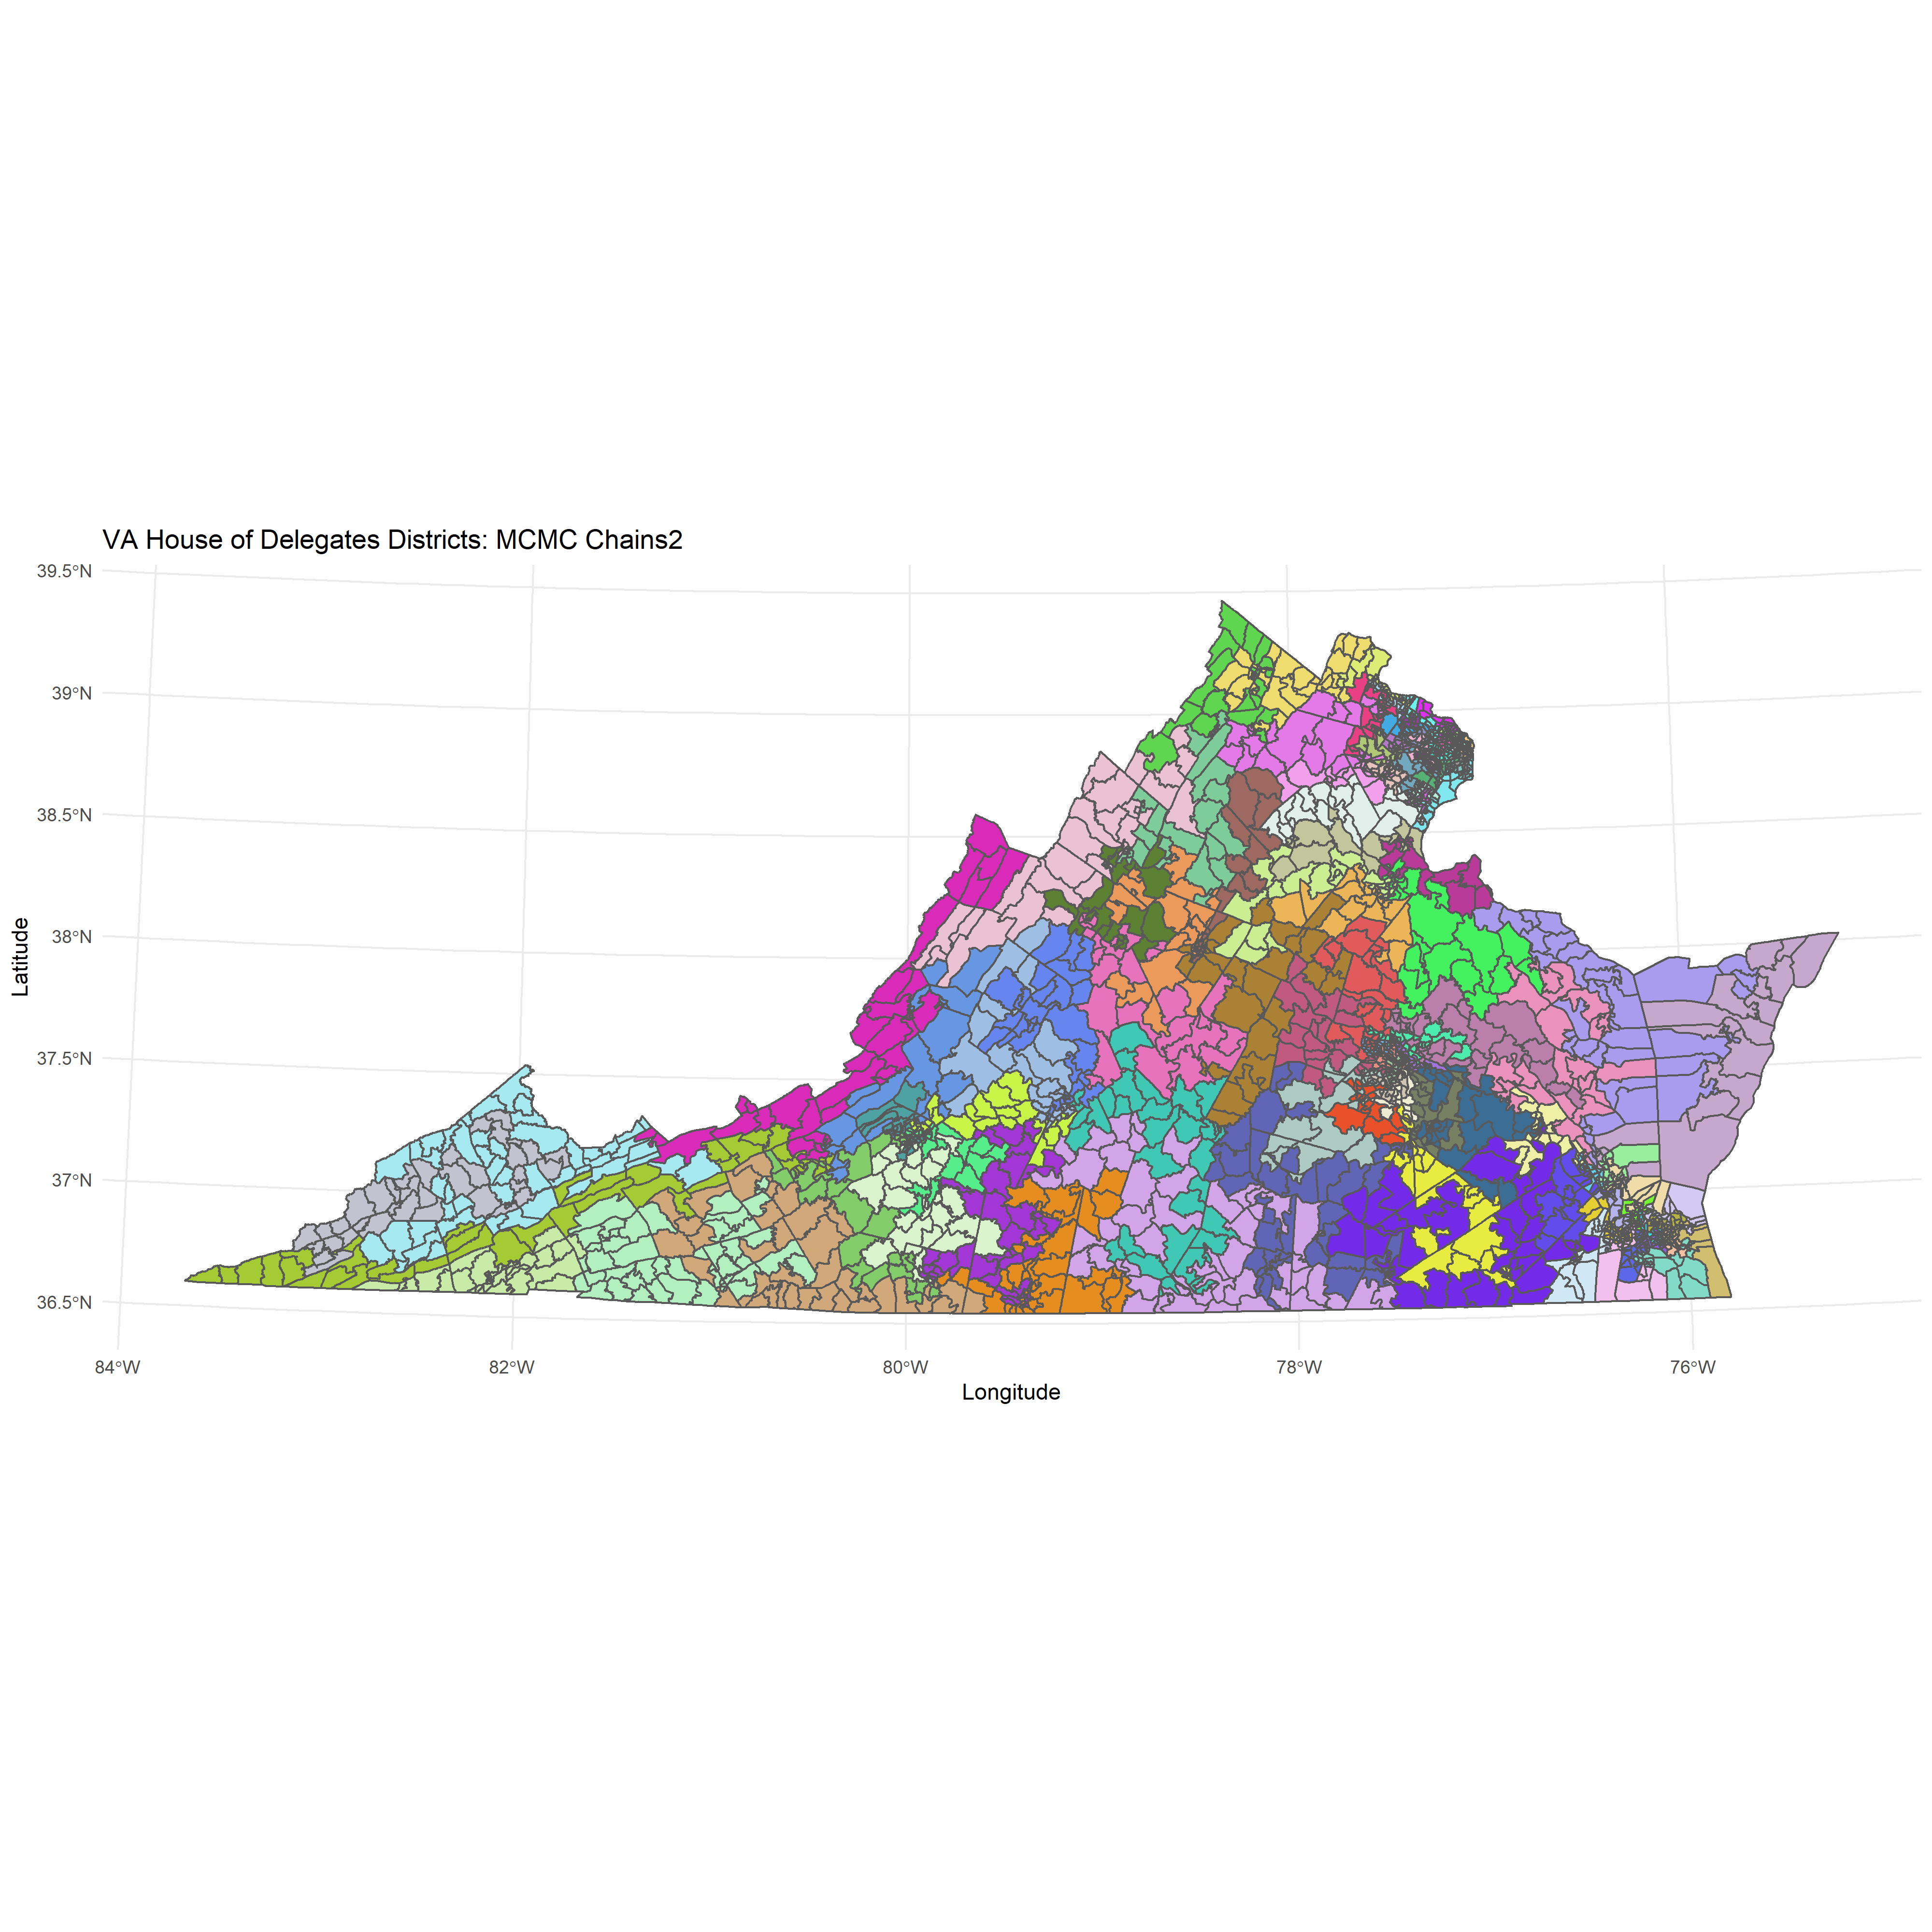 VA House of Delegates Districts: MCMC Chains2
39.5°N
39°N
38.5°N
38°N
37.5°N
37°N
36.5°N
84°W
82°W
80°W
78°W
76°W
Longitude
Latitude